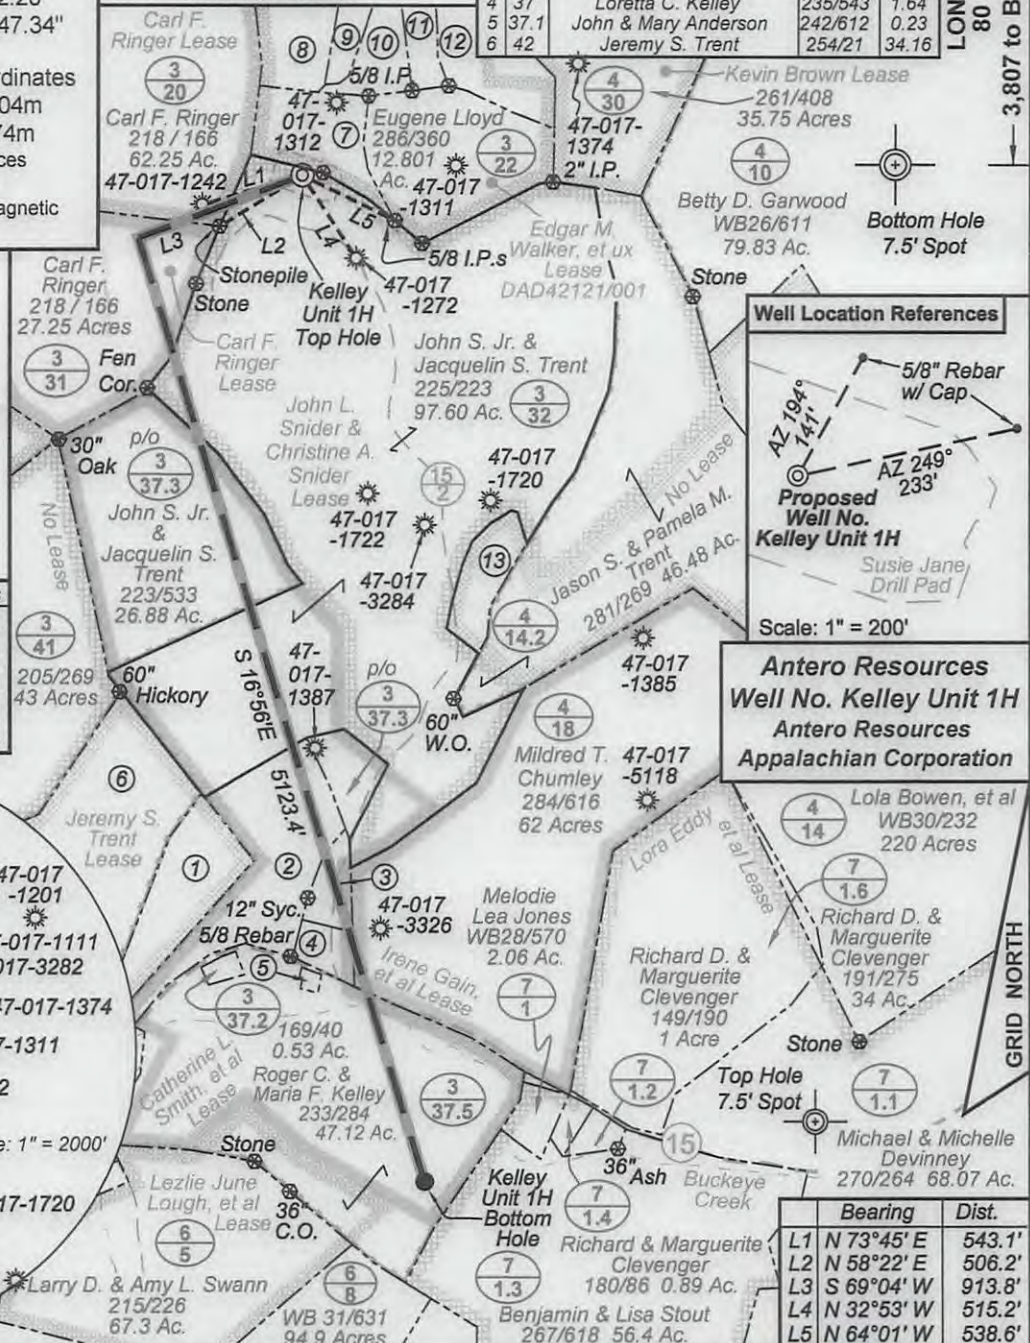 47.34"
rdinates
04m
74m
ces
agnetic
4 37 Loretta C. Kelley 235/543 1.64
5 37.1 John & Mary Anderson 242/612 0.23
6 42 Jeremy S. Trent 254/21 34.16
LON
80
3,807 to B
Carl F.
Ringer Lease
3
20
Carl F. Ringer
218 / 166
62.25 Ac.
47-017-1242
8
9
10
11
12
5/8 I.P.
47-
017-
1312
7
Eugene Lloyd
286/360
12.801
Ac.
3
22
47-017
-1311
4
30
47-017-
1374
2" I.P.
Kevin Brown Lease
261/408
35.75 Acres
4
10
Betty D. Garwood
WB26/611
79.83 Ac.
Bottom Hole
7.5' Spot
L1
L3
L2
L4
L5
5/8 I.P.s
Edgar M.
Walker, et ux
Lease
DAD42121/001
Stonepile
Stone
Kelley
Unit 1H
Top Hole
47-017
-1272
Stone
Carl F.
Ringer
218 / 166
27.25 Acres
3
31
Fen
Cor.
Carl F.
Ringer
Lease
John S. Jr. &
Jacquelin S. Trent
225/223
97.60 Ac.
3
32
Well Location References
5/8" Rebar
w/ Cap
AZ 194°
141'
AZ 249°
233'
Proposed
Well No.
Kelley Unit 1H
Susie Jane
Drill Pad
Scale: 1" = 200'
John L.
Snider &
Christine A.
Snider
Lease
30"
Oak
p/o
3
37.3
John S. Jr.
&
Jacquelin S.
Trent
223/533
26.88 Ac.
No Lease
15
2
47-017
-1720
47-017
-1722
47-017
-3284
13
No Lease
Jason S. & Pamela M.
Trent
281/269 46.48 Ac.
4
14.2
3
41
205/269
43 Acres
60"
Hickory
S 16°56'E
5123.4'
47-
017-
1387
p/o
3
37.3
60"
W.O.
47-017
-1385
Antero Resources
Well No. Kelley Unit 1H
Antero Resources
Appalachian Corporation
4
18
Mildred T.
Chumley
284/616
62 Acres
47-017
-5118
6
Jeremy S.
Trent
Lease
1
2
3
4
5
12" Syc.
5/8 Rebar
47-017
-3326
Lora Eddy
et al Lease
4
14
Lola Bowen, et al
WB30/232
220 Acres
7
1.6
Richard D. &
Marguerite
Clevenger
191/275
34 Ac.
Melodie
Lea Jones
WB28/570
2.06 Ac.
7
1
Richard D. &
Marguerite
Clevenger
149/190
1 Acre
Irene Gain,
et al Lease
47-017
-1201
-017-1111
017-3282
47-017-1374
7-1311
2
e: 1" = 2000'
17-1720
3
37.2
169/40
0.53 Ac.
Roger C. &
Maria F. Kelley
233/284
47.12 Ac.
Catherine L.
Smith, et al
Lease
3
37.5
7
1.2
Stone
Top Hole
7.5' Spot
7
1.1
GRID NORTH
Michael & Michelle
Devinney
270/264 68.07 Ac.
15
Buckeye
Creek
36"
Ash
7
1.4
Kelley
Unit 1H
Bottom
Hole
Stone
Lezlie June
Lough, et al
Lease
36"
C.O.
6
5
Larry D. & Amy L. Swann
215/226
67.3 Ac.
6
8
WB 31/631
94.9 Acres
7
1.3
Richard & Marguerite
Clevenger
180/86 0.89 Ac.
Benjamin & Lisa Stout
267/618 56.4 Ac.
Bearing Dist.
L1 N 73°45' E 543.1'
L2 N 58°22' E 506.2'
L3 S 69°04' W 913.8'
L4 N 32°53' W 515.2'
L5 N 64°01' W 538.6'